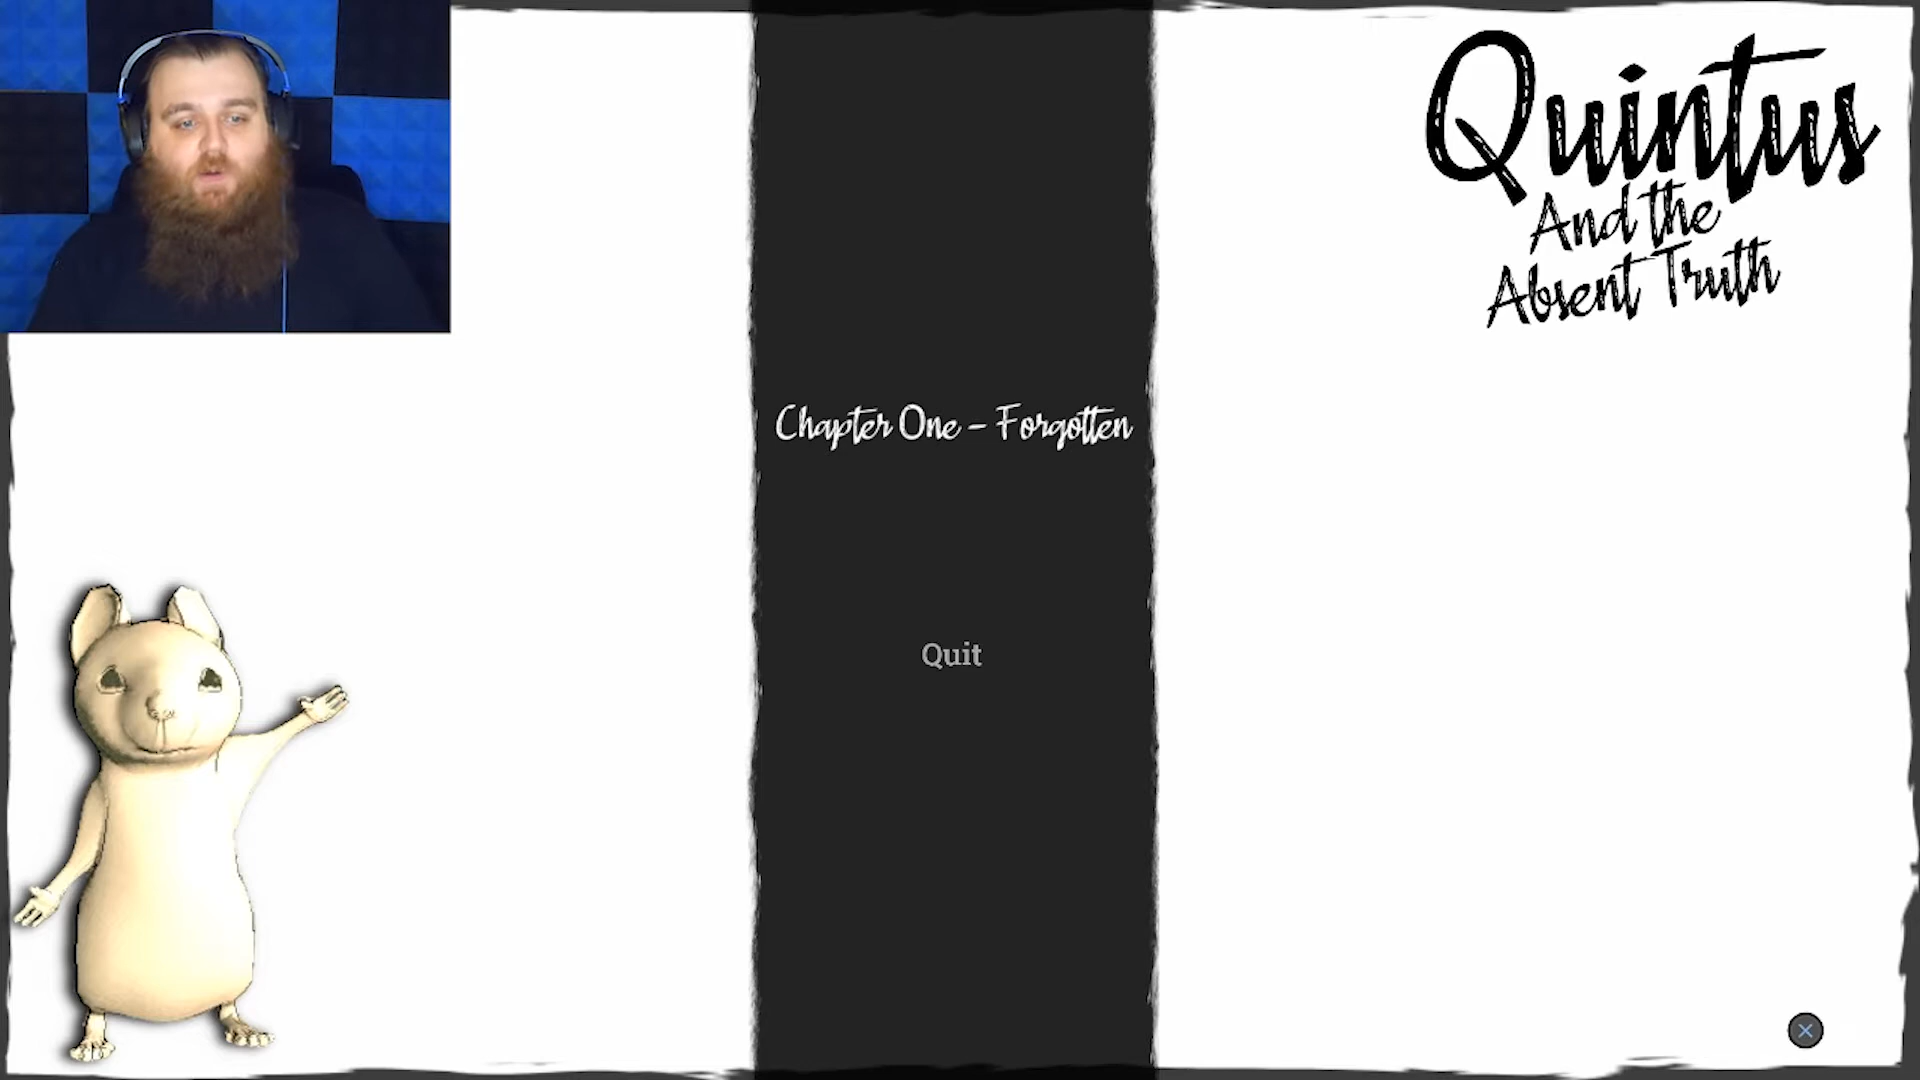 Quintus
And the
Absent Truth
Chapter One - Forgotten
Quit